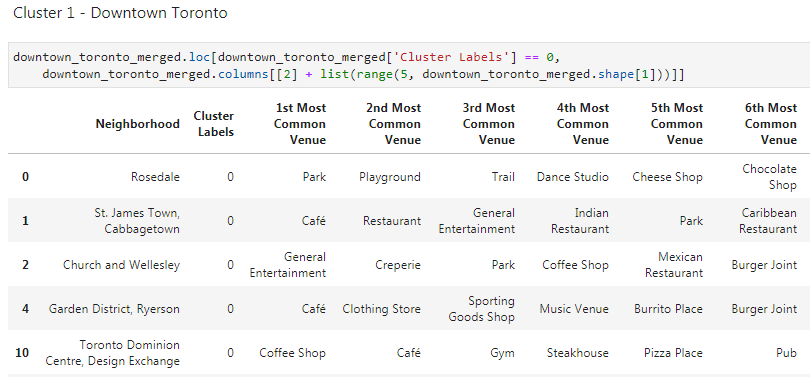 Cluster 1 - Downtown Toronto
downtown_toronto_merged.loc[downtown_toronto_merged['Cluster Labels'] == 0,
downtown_toronto_merged.columns[[2] + list(range(5, downtown_toronto_merged.shape[1]))]]
Neighborhood Cluster Labels 1st Most Common Venue 2nd Most Common Venue 3rd Most Common Venue 4th Most Common Venue 5th Most Common Venue 6th Most Common Venue
0 Rosedale 0 Park Playground Trail Dance Studio Cheese Shop Chocolate Shop
1 St. James Town, Cabbagetown 0 Café Restaurant General Entertainment Indian Restaurant Park Caribbean Restaurant
2 Church and Wellesley 0 General Entertainment Creperie Park Coffee Shop Mexican Restaurant Burger Joint
4 Garden District, Ryerson 0 Café Clothing Store Sporting Goods Shop Music Venue Burrito Place Burger Joint
10 Toronto Dominion Centre, Design Exchange 0 Coffee Shop Café Gym Steakhouse Pizza Place Pub